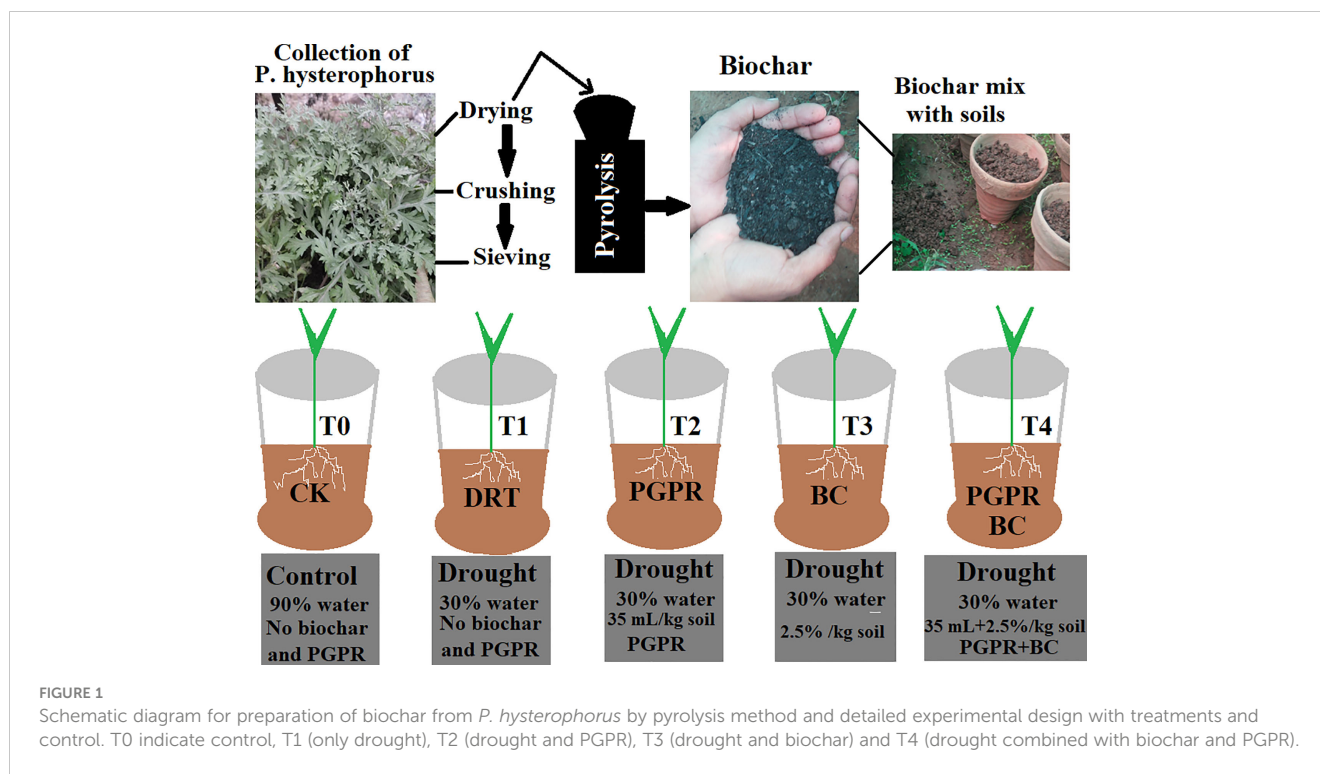 Collection of
P. hysterophorus
Drying
Crushing
Sieving
Pyrolysis
Biochar
Biochar mix
with soils
T0
CK
T1
DRT
T2
PGPR
T3
BC
T4
PGPR
BC
Control
90% water
No biochar
and PGPR
Drought
30% water
No biochar
and PGPR
Drought
30% water
35 mL/kg soil
PGPR
Drought
30% water
2.5% /kg soil
Drought
30% water
35 mL+2.5%/kg soil
PGPR+BC
FIGURE 1
Schematic diagram for preparation of biochar from P. hysterophorus by pyrolysis method and detailed experimental design with treatments and
control. T0 indicate control, T1 (only drought), T2 (drought and PGPR), T3 (drought and biochar) and T4 (drought combined with biochar and PGPR).